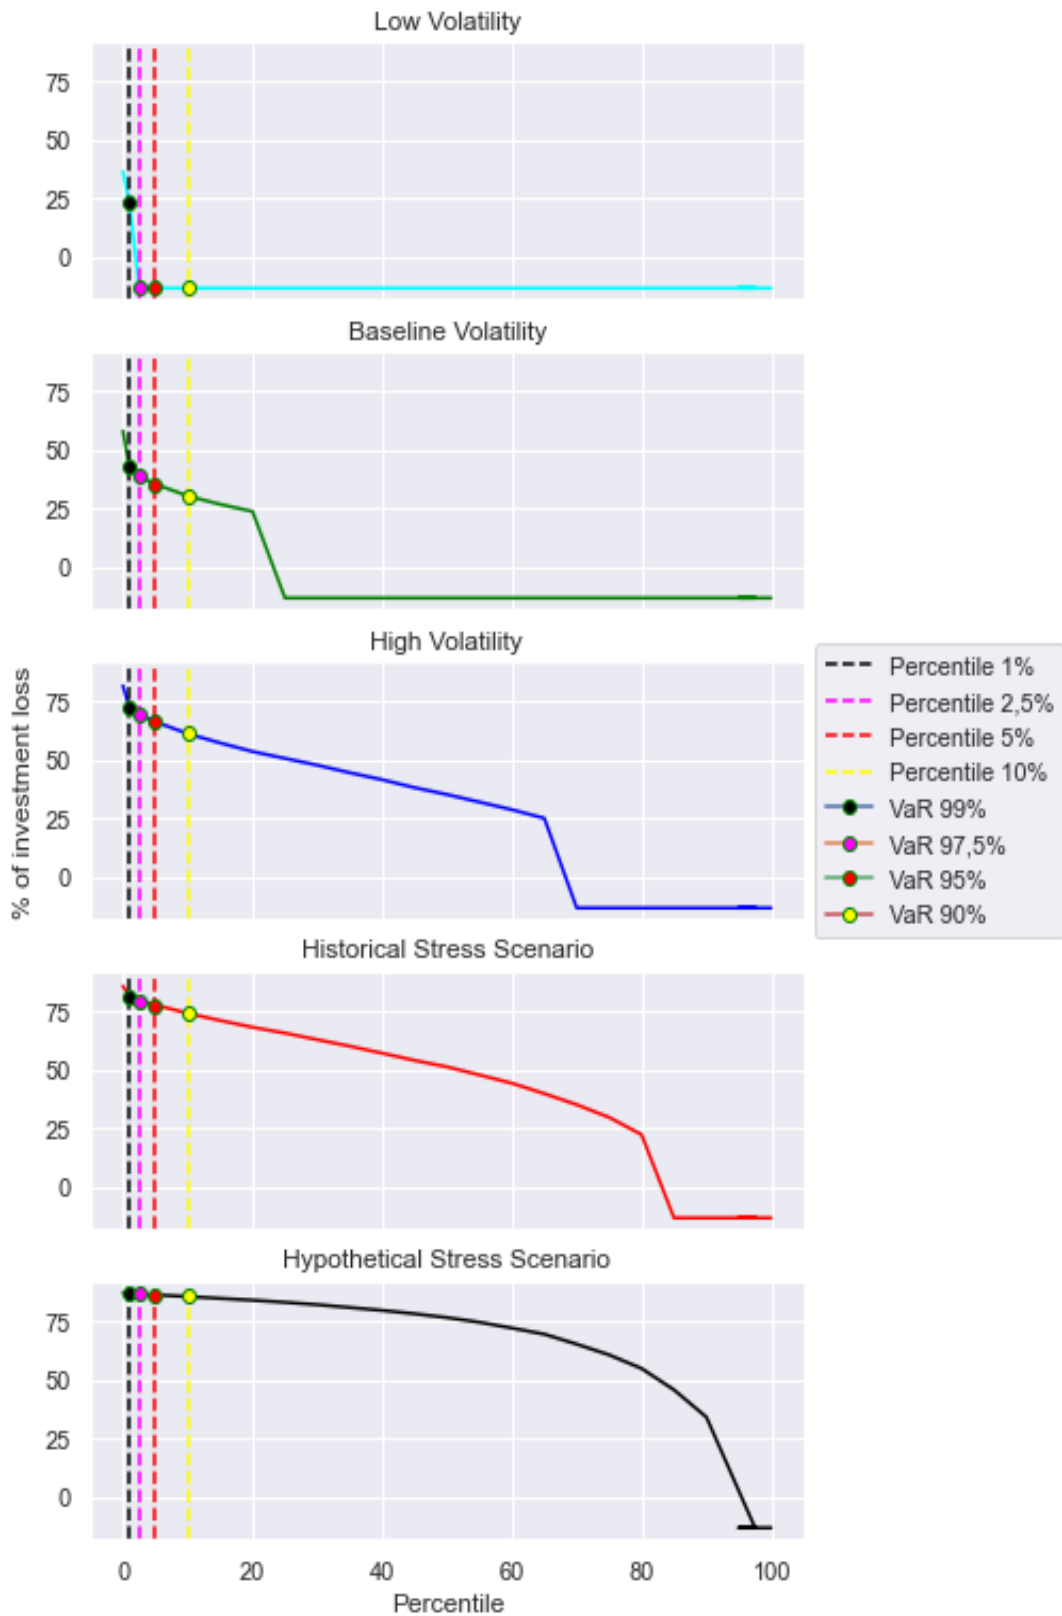 Low Volatility
75
50
25
0
Baseline Volatility
75
50
25
0
High Volatility
75
50
25
0
% of investment loss
Percentile 1%
Percentile 2,5%
Percentile 5%
Percentile 10%
VaR 99%
VaR 97,5%
VaR 95%
VaR 90%
Historical Stress Scenario
75
50
25
0
Hypothetical Stress Scenario
75
50
25
0
0 20 40 60 80 100
Percentile